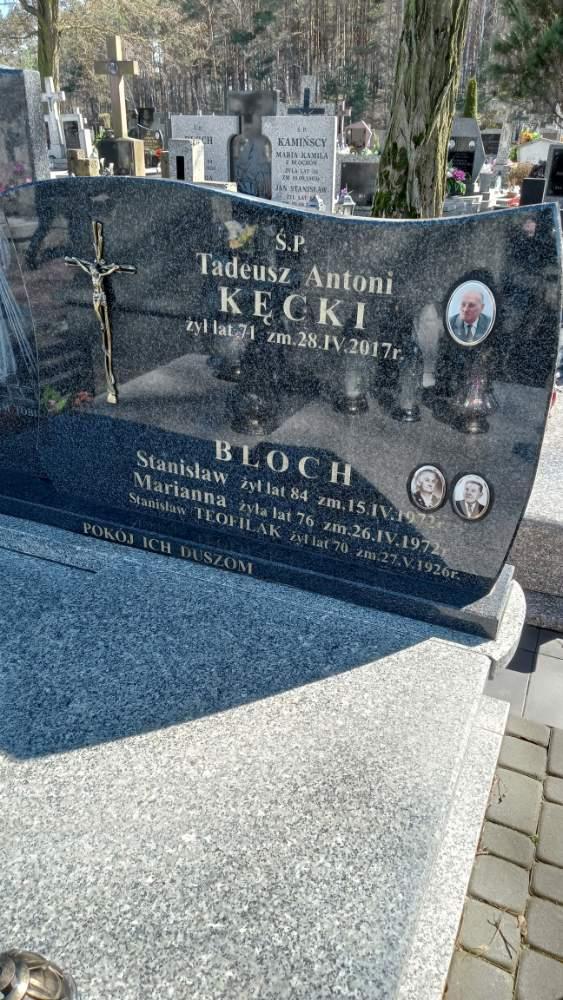 Ś.P.
Tadeusz Antoni
KĘCKI
żył lat 71 zm.28.IV.2017r.
BLOCH
Stanisław żył lat 84 zm.15.IV.1972r.
Marianna żyła lat 76 zm.26.IV.1972r.
Stanisław TEOFILAK żył lat 70 zm.27.V.1926r.
POKÓJ ICH DUSZOM
Ś.P.
KAMIŃSCY
MARIA KAMILA
Z BLOCHÓW
JAN STANISŁAW